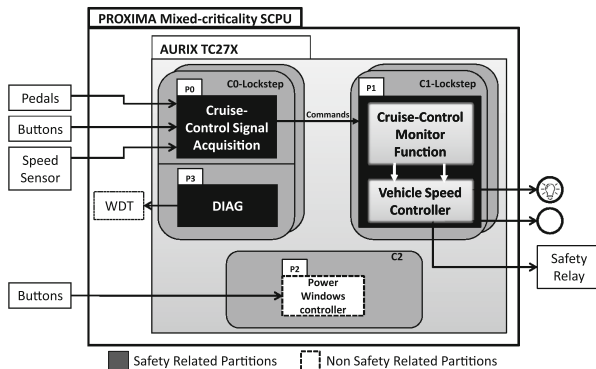 PROXIMA Mixed-criticality SCPU
AURIX TC27X
P0
C0-Lockstep
Cruise-
Control Signal
Acquisition
Pedals
Buttons
Speed
Sensor
Commands
P1
C1-Lockstep
Cruise-Control
Monitor
Function
Vehicle Speed
Controller
P3
DIAG
WDT
Safety
Relay
C2
P2
Power
Windows
controller
Buttons
Safety Related Partitions
Non Safety Related Partitions